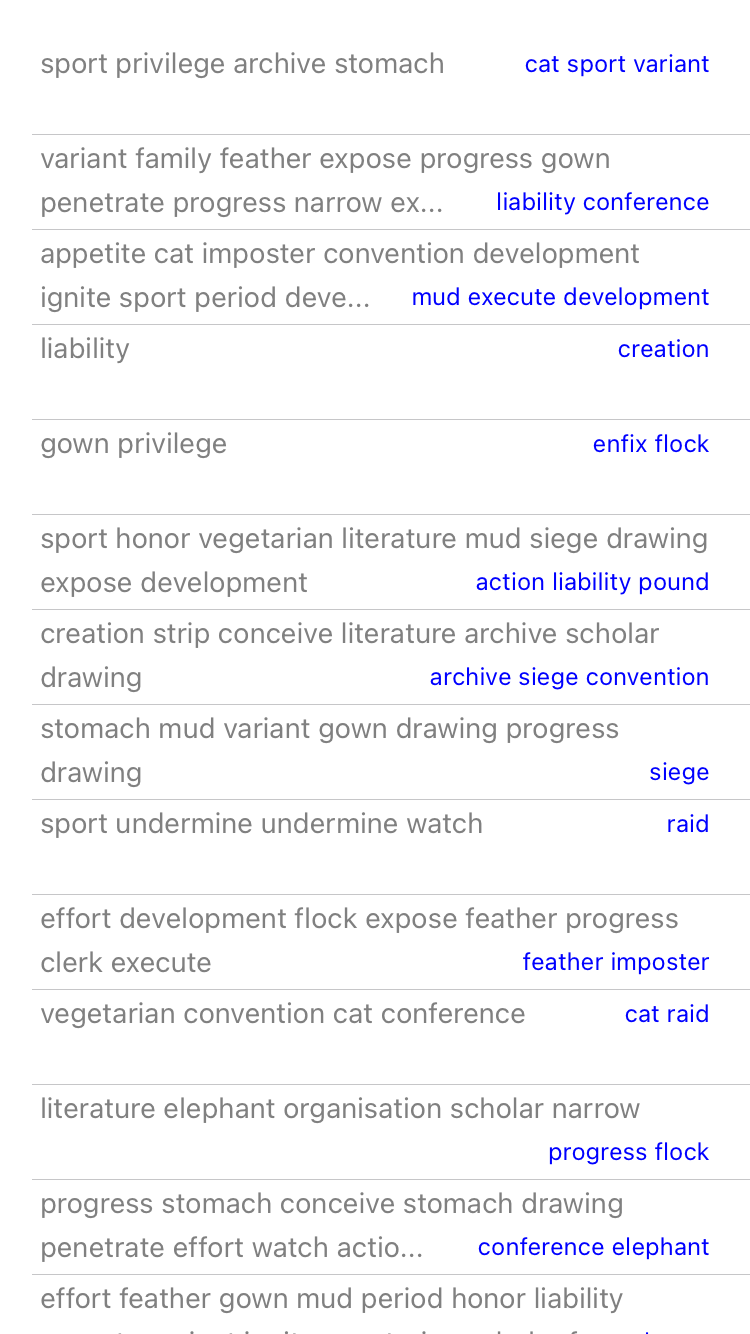 sport privilege archive stomach cat sport variant
variant family feather expose progress gown
penetrate progress narrow ex... liability conference
appetite cat imposter convention development
ignite sport period deve... mud execute development
liability creation
gown privilege enfix flock
sport honor vegetarian literature mud siege drawing
expose development action liability pound
creation strip conceive literature archive scholar
drawing archive siege convention
stomach mud variant gown drawing progress
drawing siege
sport undermine undermine watch raid
effort development flock expose feather progress
clerk execute feather imposter
vegetarian convention cat conference cat raid
literature elephant organisation scholar narrow
progress flock
progress stomach conceive stomach drawing
penetrate effort watch actio... conference elephant
effort feather gown mud period honor liability